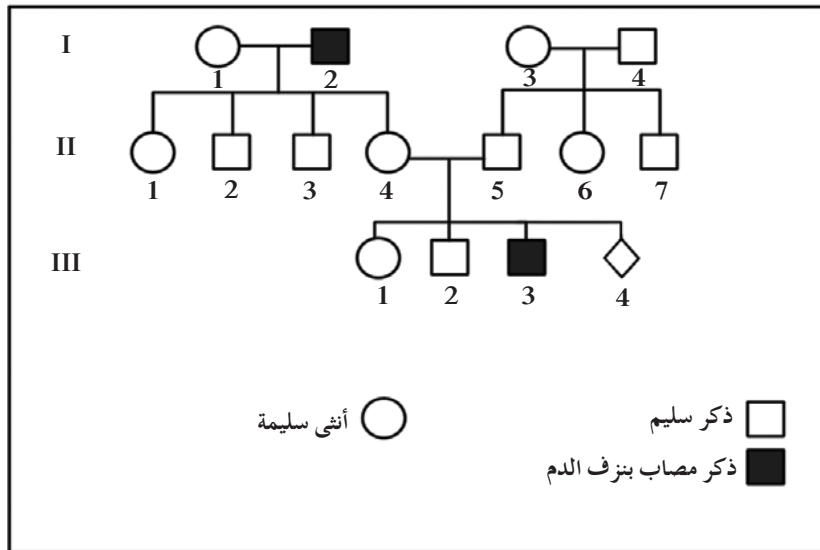 I
1 2 3 4
II
1 2 3 4 5 6 7
III
1 2 3 4
ذكر سليم
أنثى سليمة
ذكر مصاب بنزف الدم